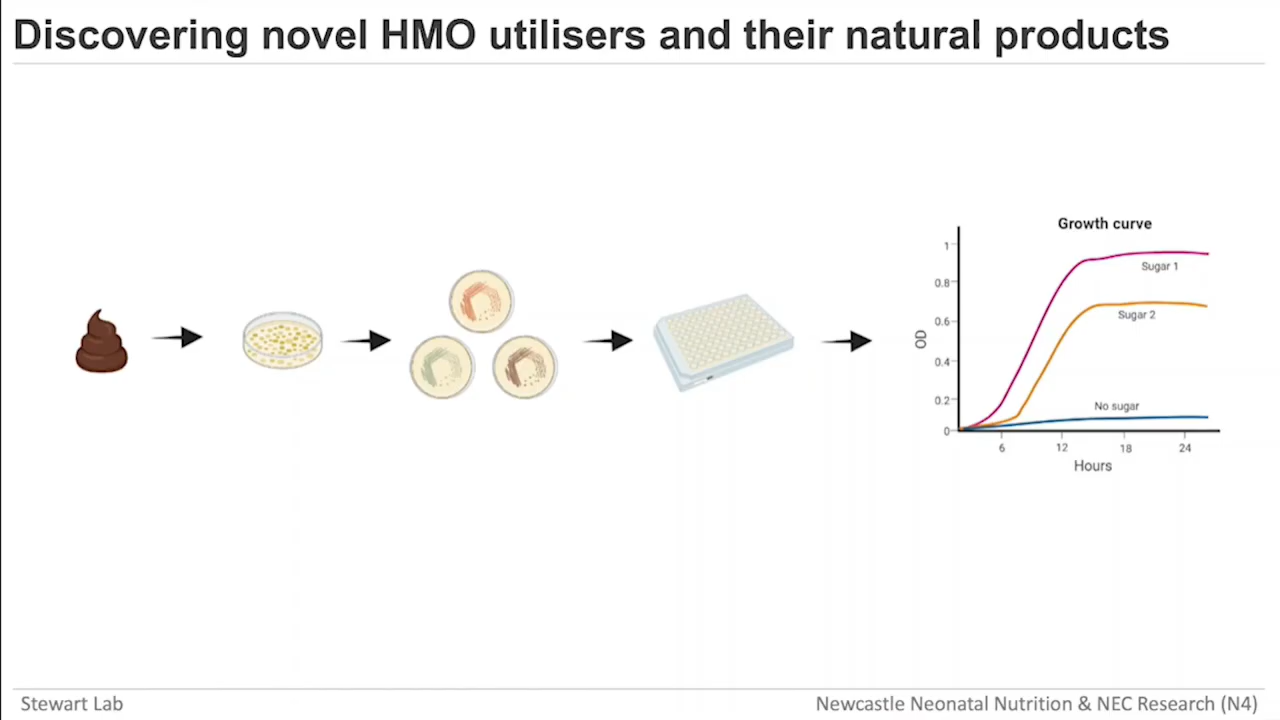 Discovering novel HMO utilisers and their natural products
Growth curve
1
0.8
0.6
0.4
0.2
0
OD
Sugar 1
Sugar 2
No sugar
6 12 18 24
Hours
Stewart Lab
Newcastle Neonatal Nutrition & NEC Research (N4)